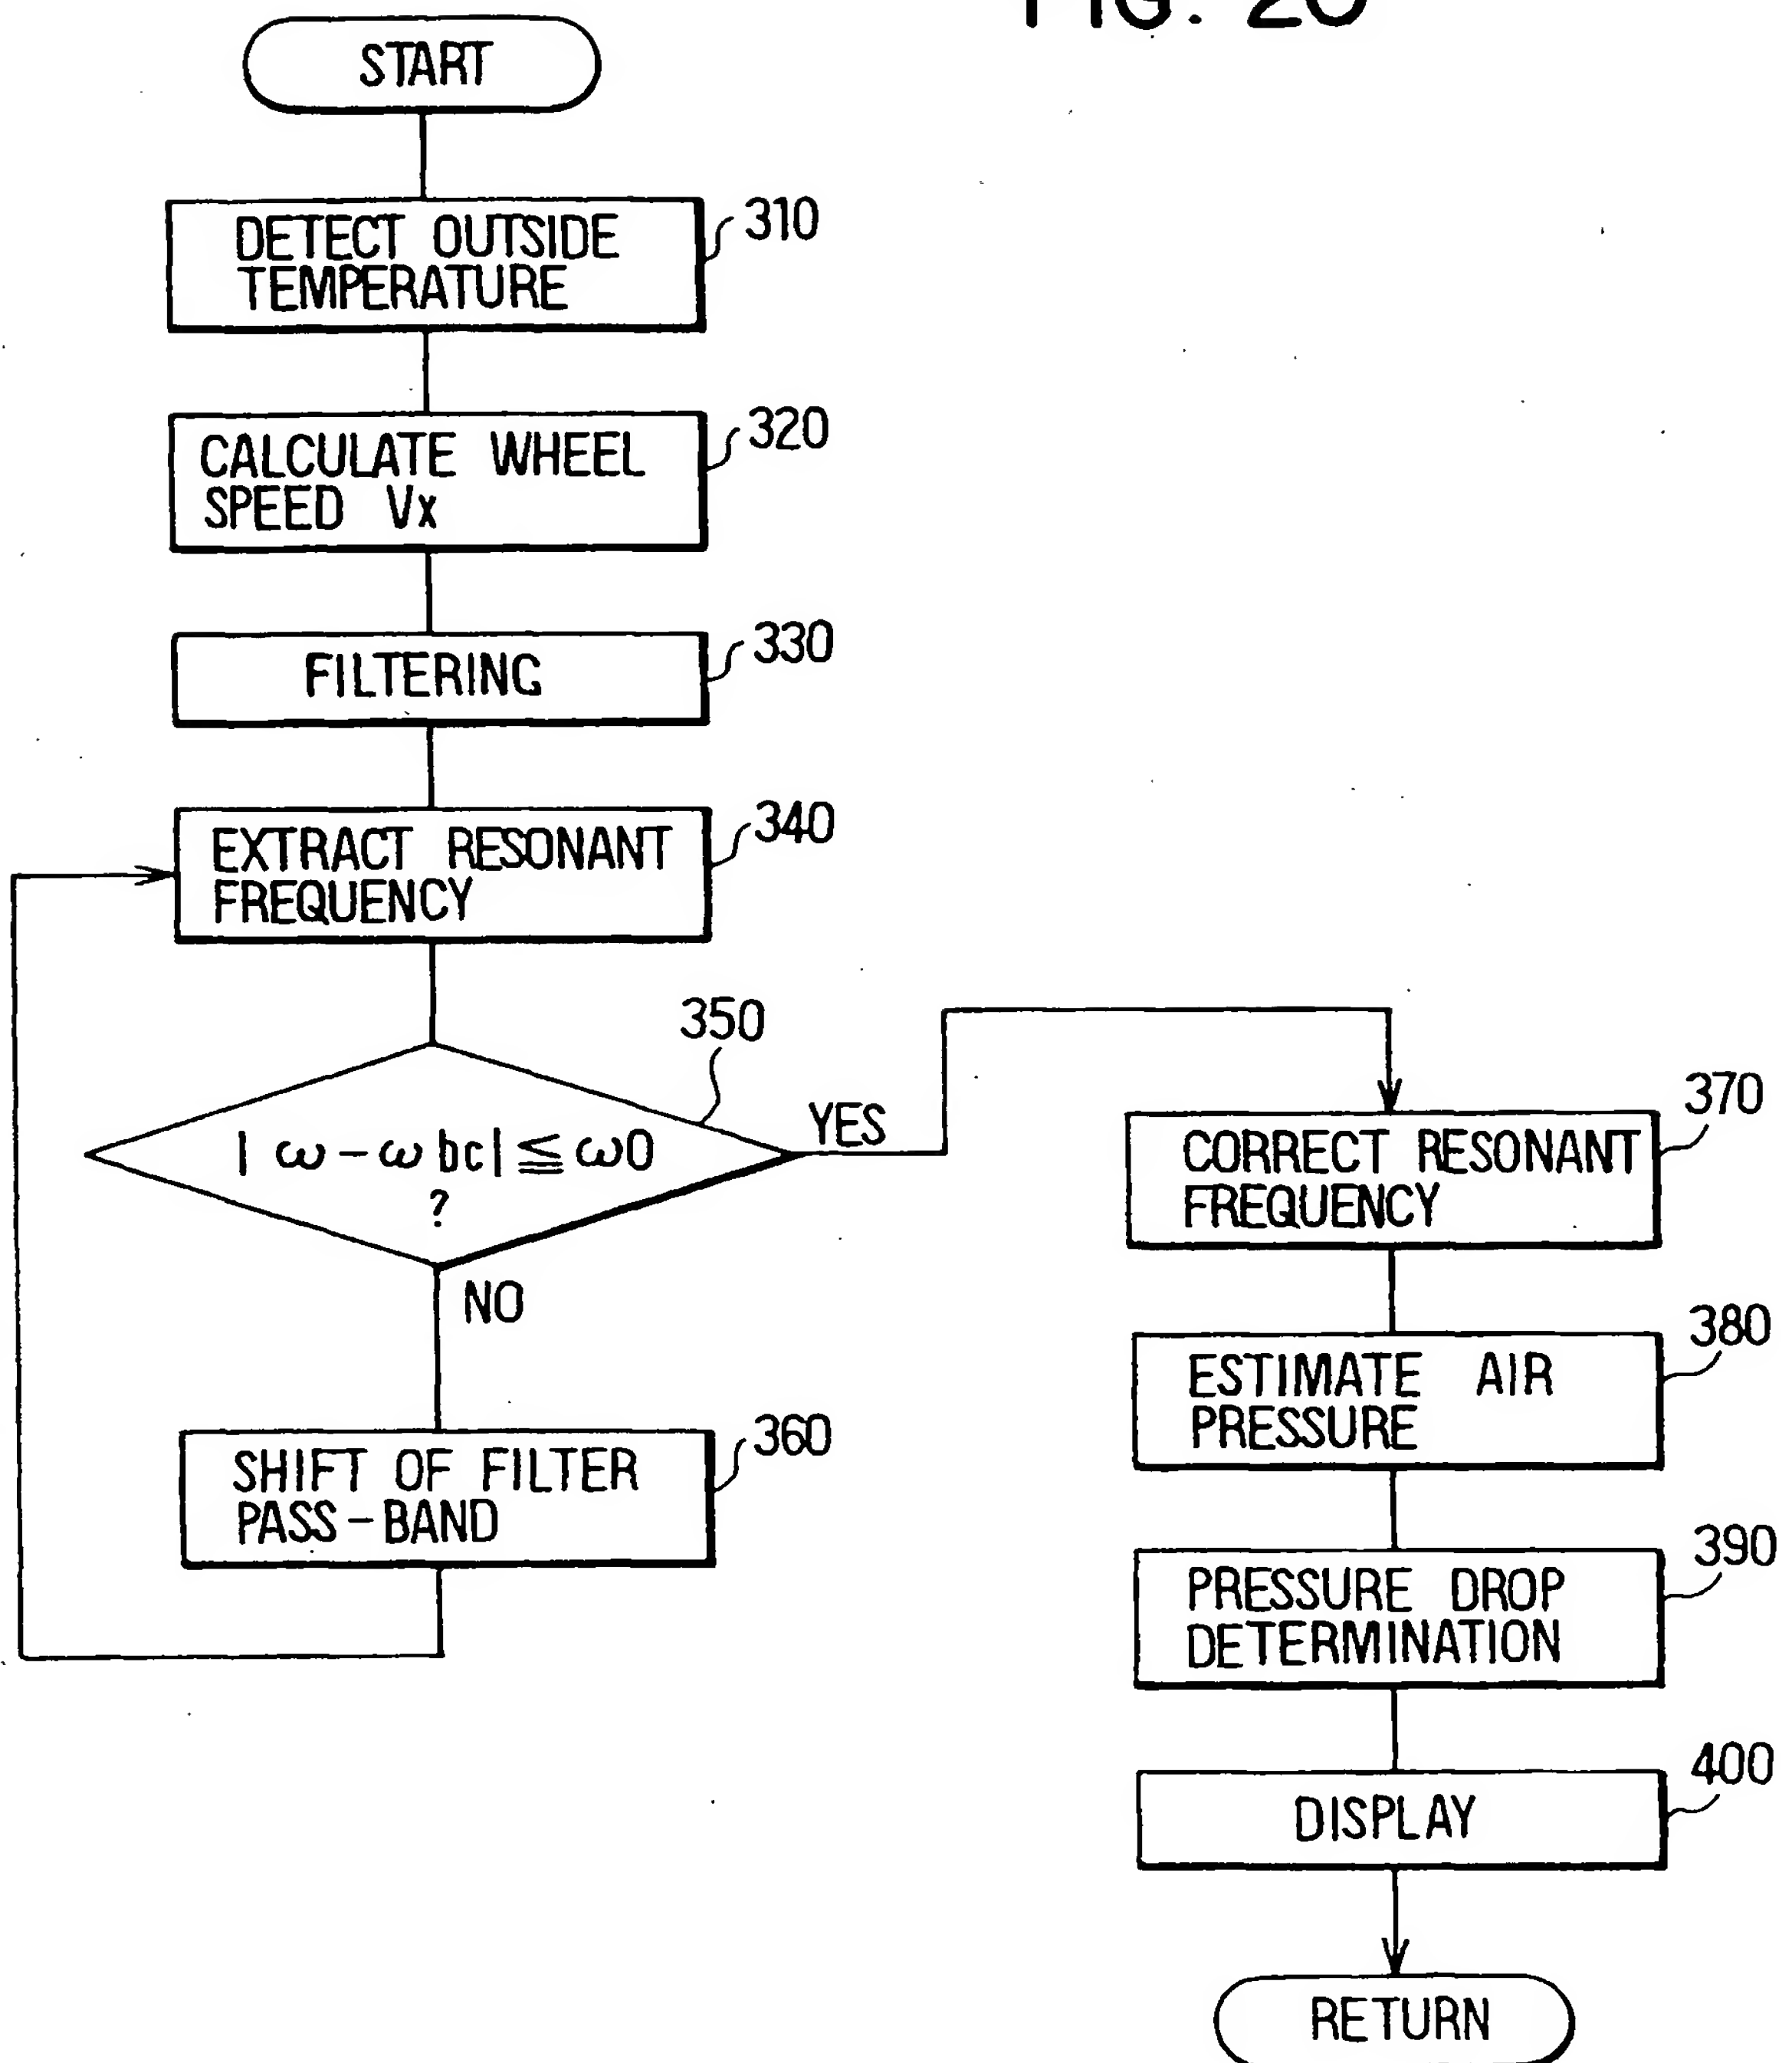 START
DETECT OUTSIDE
TEMPERATURE
310
CALCULATE WHEEL
SPEED Vx
320
FILTERING
330
EXTRACT RESONANT
FREQUENCY
340
350
| ω - ω bc| ≦ ω0
?
YES
NO
SHIFT OF FILTER
PASS-BAND
360
CORRECT RESONANT
FREQUENCY
370
ESTIMATE AIR
PRESSURE
380
PRESSURE DROP
DETERMINATION
390
DISPLAY
400
RETURN